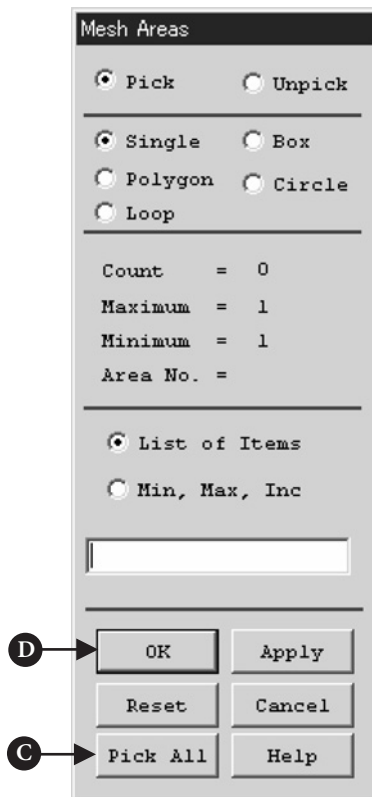 Mesh Areas
Pick Unpick
Single Box
Polygon Circle
Loop
Count = 0
Maximum = 1
Minimum = 1
Area No. =
List of Items
Min, Max, Inc
D OK Apply
Reset Cancel
C Pick All Help